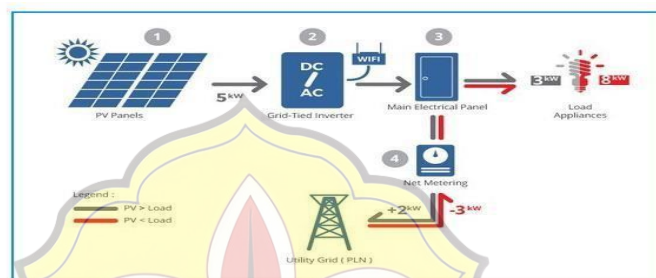 1
2
3
WIFI
DC
AC
5kW
3kW
8kW
PV Panels
Grid-Tied Inverter
Main Electrical Panel
Load
Appliances
4
Net Metering
Legend :
PV > Load
PV < Load
+2kW
-3kW
Utility Grid ( PLN )